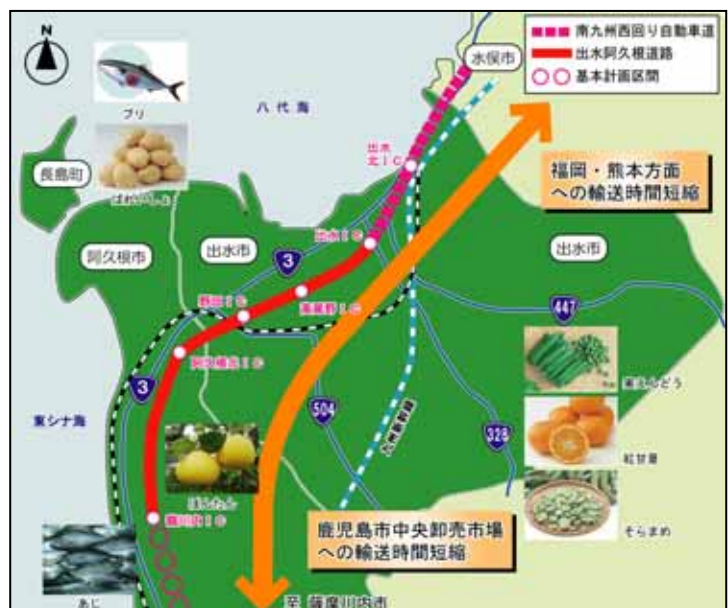 南九州西回り自動車道
出水阿久根道路
基本計画区間
N
水俣市
ブリ
八代海
出水
北IC
長島町
ばれいしょ
福岡・熊本方面
への輸送時間短縮
阿久根市
出水市
出水IC
出水市
3
野田IC
高尾野IC
447
阿久根北IC
3
実えんどう
504
東シナ海
九州新幹線
328
紅甘夏
ぼんたん
鹿児島市中央卸売市場
への輸送時間短縮
そらまめ
あじ
至 薩摩川内市